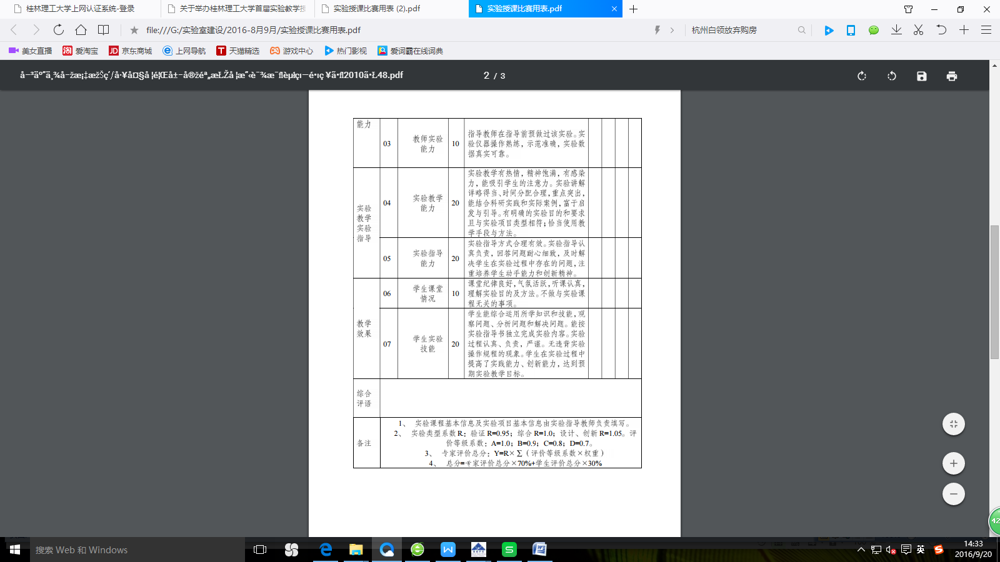 桂林理工大学上网认证系统-登录
关于举办桂林理工大学首届实验教学授
实验授课比赛用表 (2).pdf
实验授课比赛用表.pdf
file:///G:/实验室建设/2016-8月9月/实验授课比赛用表.pdf
杭州白领放弃购房
美女直播
爱淘宝
京东商城
上网导航
天猫精选
游戏中心
热门影视
爱词霸在线词典
2 / 3
能力
03
教师实验
能力
10
指导教师在指导前预做过该实验。实
验仪器操作熟练，示范准确，实验数
据真实可靠。
实验
教学
实验
指导
04
实验教学
能力
20
实验教学有热情，精神饱满，有感染
力，能吸引学生的注意力。实验讲解
详略得当、时间分配合理，重点突出，
能结合科研实践和实际案例，富于启
发与引导。有明确的实验目的和要求
且与实验项目类型相符；恰当使用教
学手段与方法。
05
实验指导
能力
20
实验指导方式合理有效。实验指导认
真负责，回答问题耐心细致，及时解
决学生在实验过程中存在的问题，注
重培养学生动手能力和创新精神。
教学
效果
06
学生课堂
情况
10
课堂纪律良好，气氛活跃，听课认真，
理解实验目的及方法。不做与实验课
程无关的事项。
07
学生实验
技能
20
学生能综合运用所学知识和技能，观
察问题、分析问题和解决问题。能按
实验指导书独立完成实验内容。实验
过程认真、负责，严谨。无违背实验
操作规程的现象。学生在实验过程中
提高了实践能力、创新能力，达到预
期实验教学目标。
综合
评语
备注
1、 实验课程基本信息及实验项目基本信息由实验指导教师负责填写。
2、 实验类型系数 R：验证 R=0.95；综合 R=1.0；设计、创新 R=1.05。评
价等级系数：A=1.0；B=0.9；C=0.8；D=0.7。
3、 专家评价总分：Y=R×∑（评价等级系数×权重）
4、 总分=专家评价总分×70%+学生评价总分×30%
42
搜索 Web 和 Windows
英
14:33
2016/9/20